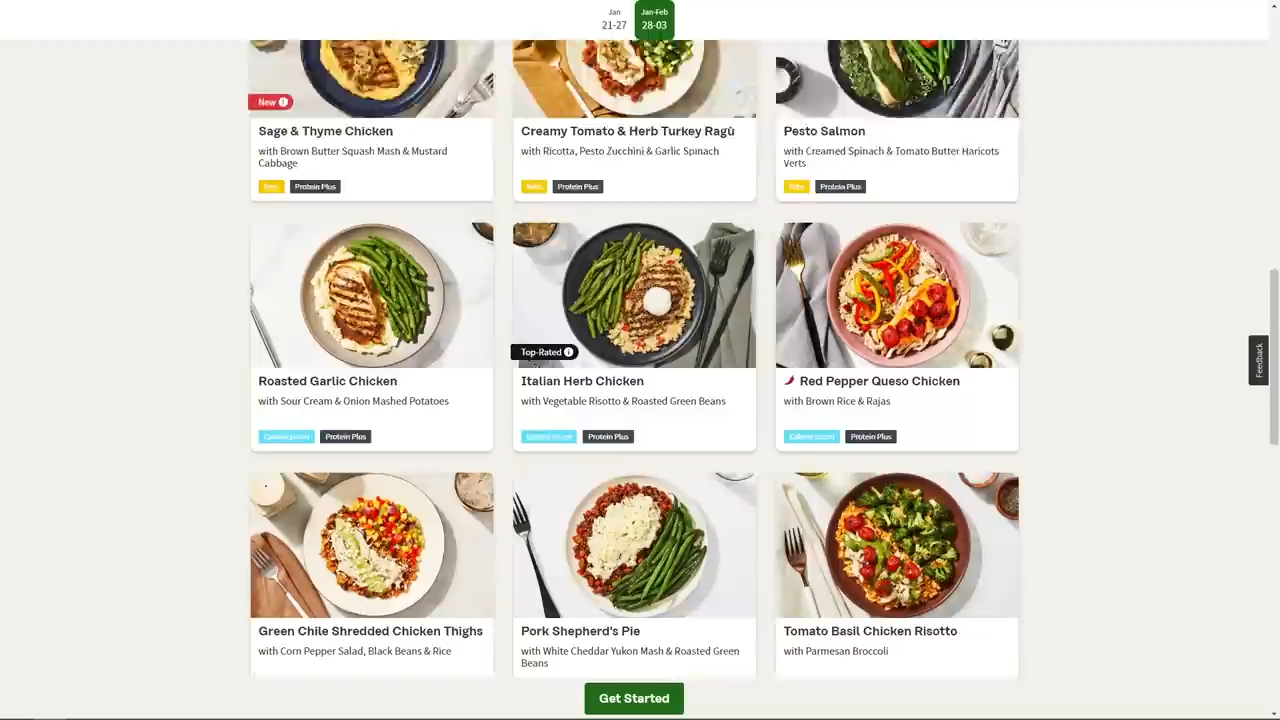 Jan
21-27
Jan-Feb
28-03
New
Sage & Thyme Chicken
with Brown Butter Squash Mash & Mustard
Cabbage
Protein Plus
Creamy Tomato & Herb Turkey Ragù
with Ricotta, Pesto Zucchini & Garlic Spinach
Protein Plus
Pesto Salmon
with Creamed Spinach & Tomato Butter Haricots
Verts
Keto
Protein Plus
Roasted Garlic Chicken
with Sour Cream & Onion Mashed Potatoes
Protein Plus
Top-Rated
Italian Herb Chicken
with Vegetable Risotto & Roasted Green Beans
Protein Plus
Red Pepper Queso Chicken
with Brown Rice & Rajas
Protein Plus
Green Chile Shredded Chicken Thighs
with Corn Pepper Salad, Black Beans & Rice
Pork Shepherd's Pie
with White Cheddar Yukon Mash & Roasted Green
Beans
Tomato Basil Chicken Risotto
with Parmesan Broccoli
Get Started
Feedback